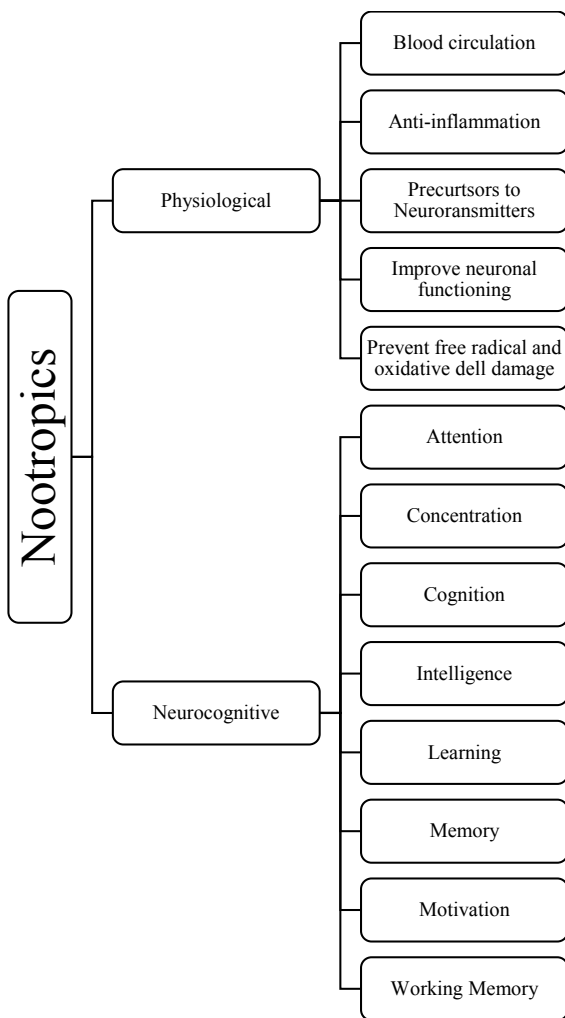 Nootropics
Physiological
Blood circulation
Anti-inflammation
Precurtsors to
Neuroransmitters
Improve neuronal
functioning
Prevent free radical and
oxidative dell damage
Neurocognitive
Attention
Concentration
Cognition
Intelligence
Learning
Memory
Motivation
Working Memory